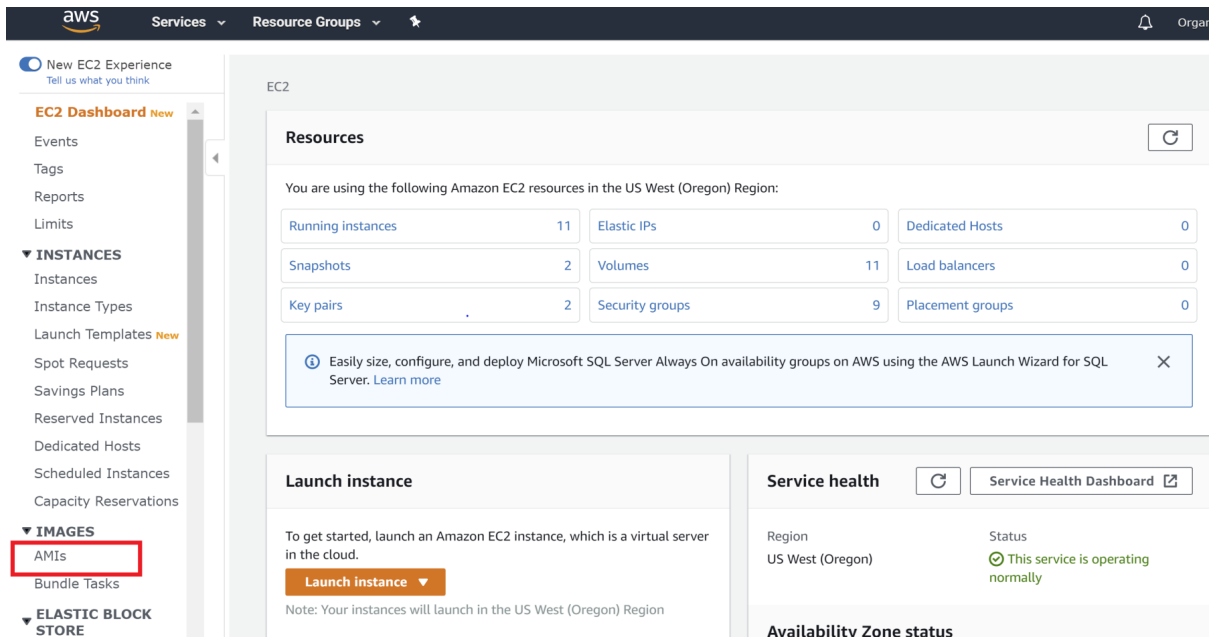 aws
Services
Resource Groups
Organ
New EC2 Experience
Tell us what you think
EC2 Dashboard New
Events
Tags
Reports
Limits
INSTANCES
Instances
Instance Types
Launch Templates New
Spot Requests
Savings Plans
Reserved Instances
Dedicated Hosts
Scheduled Instances
Capacity Reservations
IMAGES
AMIs
Bundle Tasks
ELASTIC BLOCK
STORE
EC2
Resources
You are using the following Amazon EC2 resources in the US West (Oregon) Region:
Running instances 11
Elastic IPs 0
Dedicated Hosts 0
Snapshots 2
Volumes 11
Load balancers 0
Key pairs 2
Security groups 9
Placement groups 0
Easily size, configure, and deploy Microsoft SQL Server Always On availability groups on AWS using the AWS Launch Wizard for SQL
Server. Learn more
Launch instance
To get started, launch an Amazon EC2 instance, which is a virtual server
in the cloud.
Launch instance
Note: Your instances will launch in the US West (Oregon) Region
Service health
Service Health Dashboard
Region
US West (Oregon)
Status
This service is operating
normally
Availability Zone status